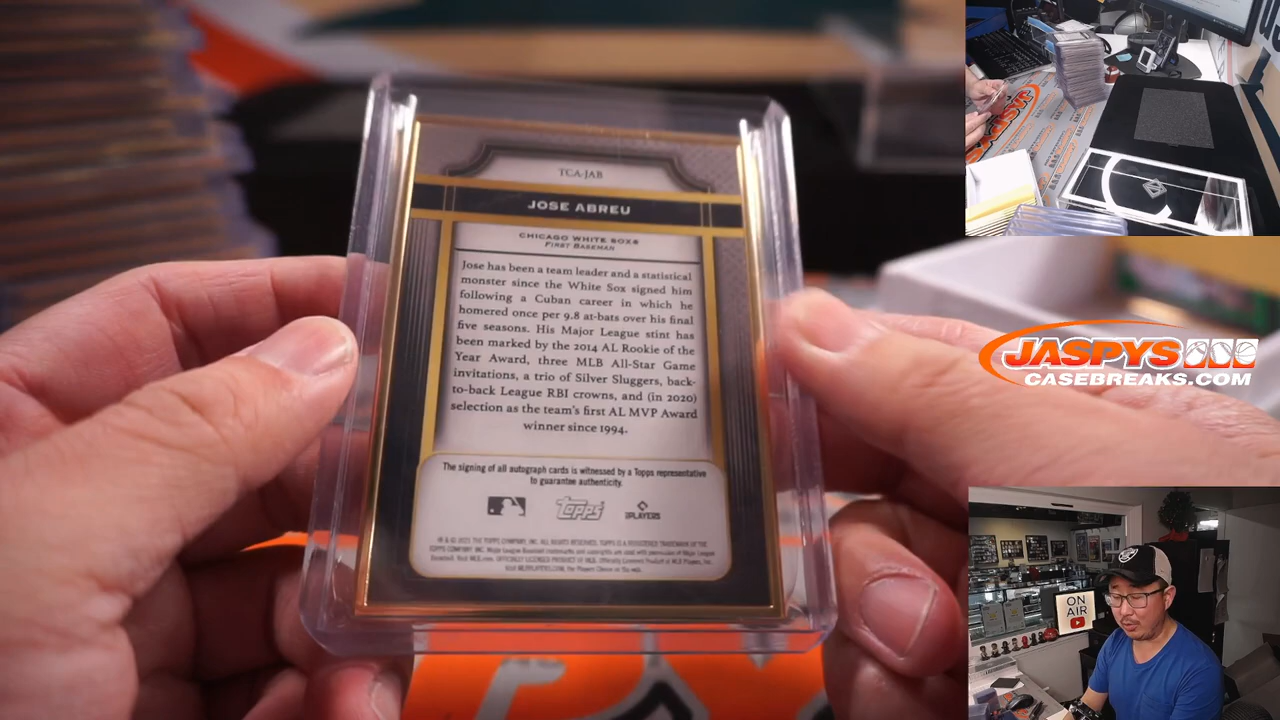 TCA-JAB
JOSE ABREU
CHICAGO WHITE SOX®
FIRST BASEMAN
Jose has been a team leader and a statistical
monster since the White Sox signed him
following a Cuban career in which he
homered once per 9.8 at-bats over his final
five seasons. His Major League stint has
been marked by the 2014 AL Rookie of the
Year Award, three MLB All-Star Game
invitations, a trio of Silver Sluggers, back-
to-back League RBI crowns, and (in 2020)
selection as the team's first AL MVP Award
winner since 1994.
The signing of all autograph cards is witnessed by a Topps representative
to guarantee authenticity.
Topps
PLAYERS
JASPYS
CASEBREAKS.COM
ON
AIR